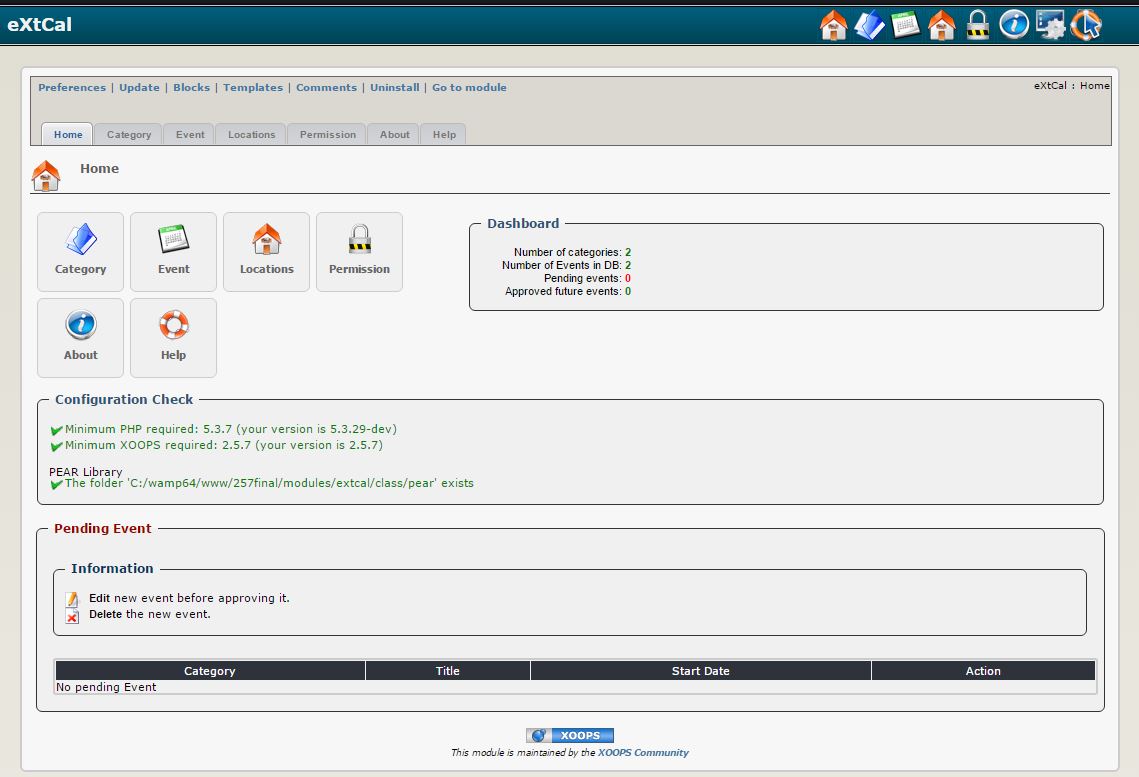 eXtCal
Preferences | Update | Blocks | Templates | Comments | Uninstall | Go to module
eXtCal : Home
Home Category Event Locations Permission About Help
Home
Category Event Locations Permission
About Help
Dashboard
Number of categories: 2
Number of Events in DB: 2
Pending events: 0
Approved future events: 0
Configuration Check
Minimum PHP required: 5.3.7 (your version is 5.3.29-dev)
Minimum XOOPS required: 2.5.7 (your version is 2.5.7)
PEAR Library
The folder 'C:/wamp64/www/257final/modules/extcal/class/pear' exists
Pending Event
Information
Edit new event before approving it.
Delete the new event.
Category Title Start Date Action
No pending Event
XOOPS
This module is maintained by the XOOPS Community